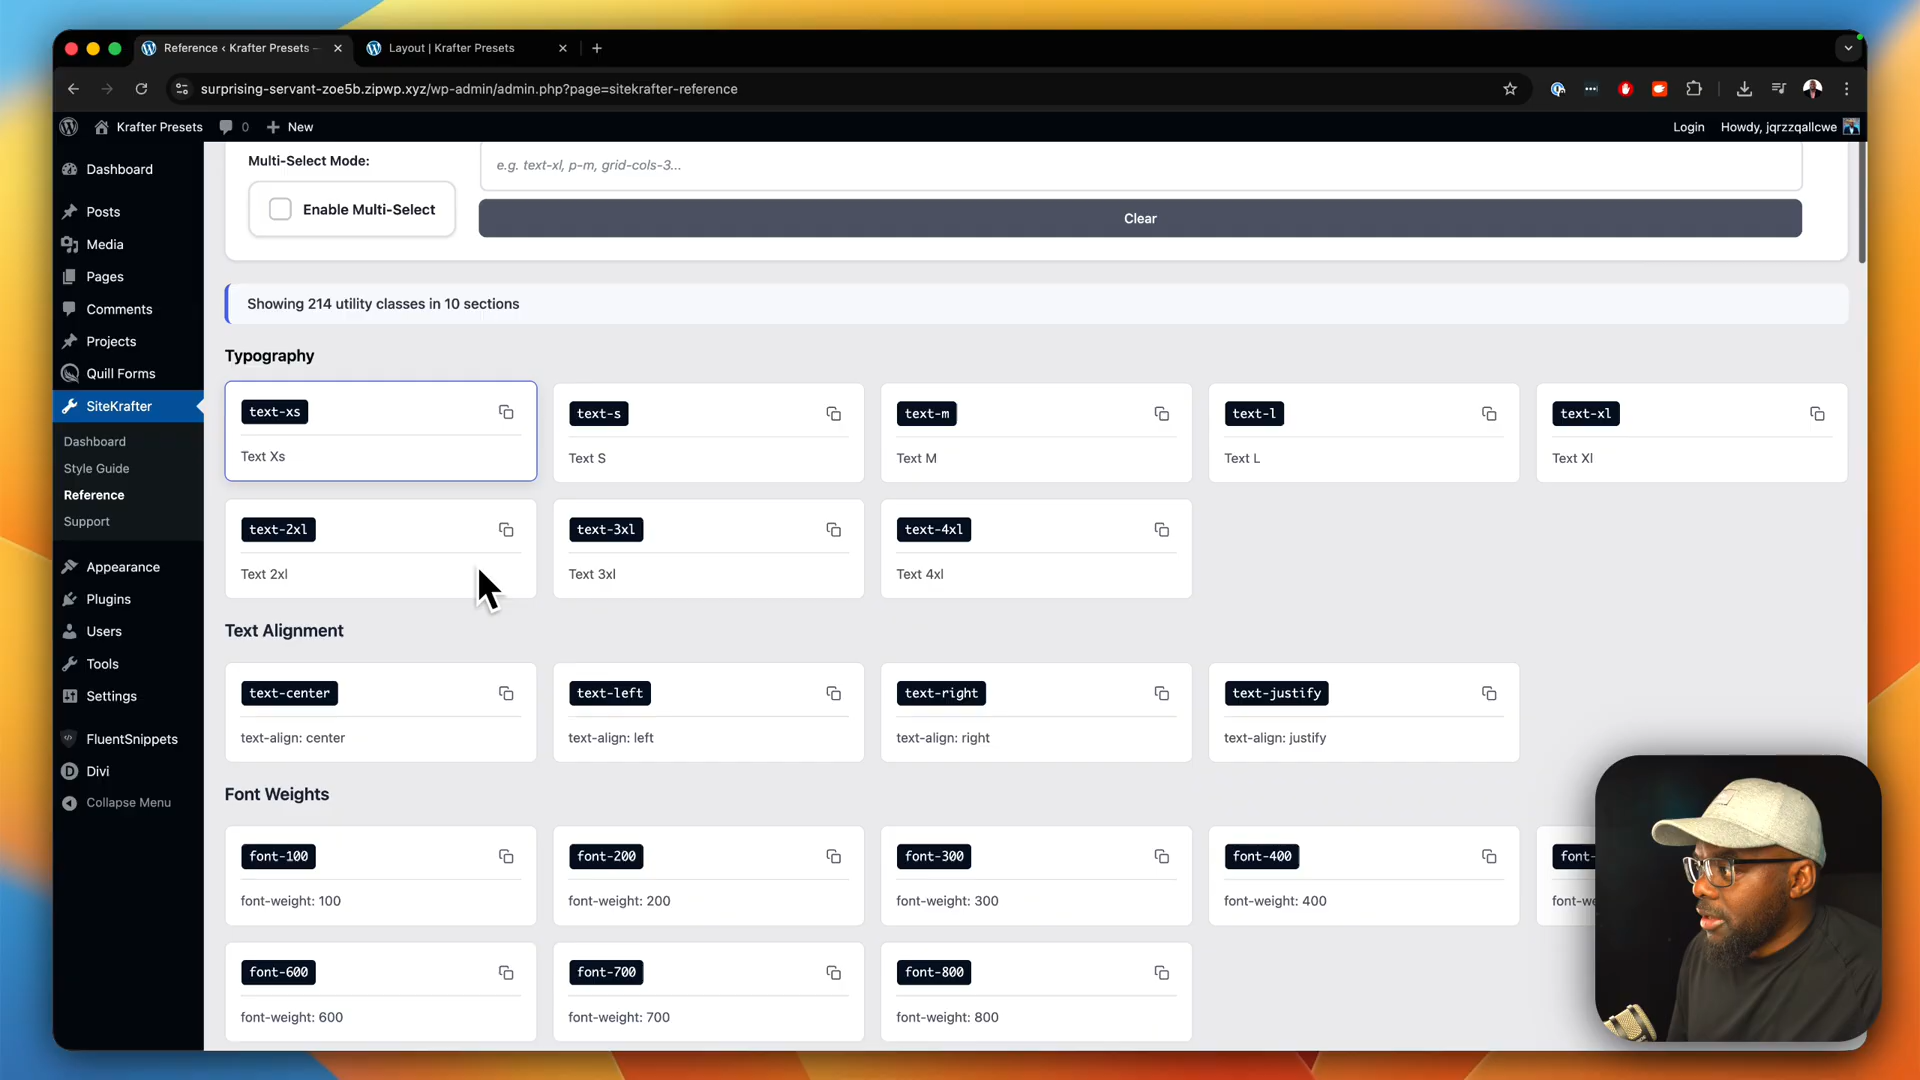 Reference ‹ Krafter Presets –
Layout | Krafter Presets
surprising-servant-zoe5b.zipwp.xyz/wp-admin/admin.php?page=sitekrafter-reference
Krafter Presets
0
New
Login
Howdy, jqrzzqallcwe
Dashboard
Posts
Media
Pages
Comments
Projects
Quill Forms
SiteKrafter
Dashboard
Style Guide
Reference
Support
Appearance
Plugins
Users
Tools
Settings
FluentSnippets
Divi
Collapse Menu
Multi-Select Mode:
Enable Multi-Select
e.g. text-xl, p-m, grid-cols-3...
Clear
Showing 214 utility classes in 10 sections
Typography
text-xs
Text Xs
text-s
Text S
text-m
Text M
text-l
Text L
text-xl
Text Xl
text-2xl
Text 2xl
text-3xl
Text 3xl
text-4xl
Text 4xl
Text Alignment
text-center
text-align: center
text-left
text-align: left
text-right
text-align: right
text-justify
text-align: justify
Font Weights
font-100
font-weight: 100
font-200
font-weight: 200
font-300
font-weight: 300
font-400
font-weight: 400
font-
font-we
font-600
font-weight: 600
font-700
font-weight: 700
font-800
font-weight: 800